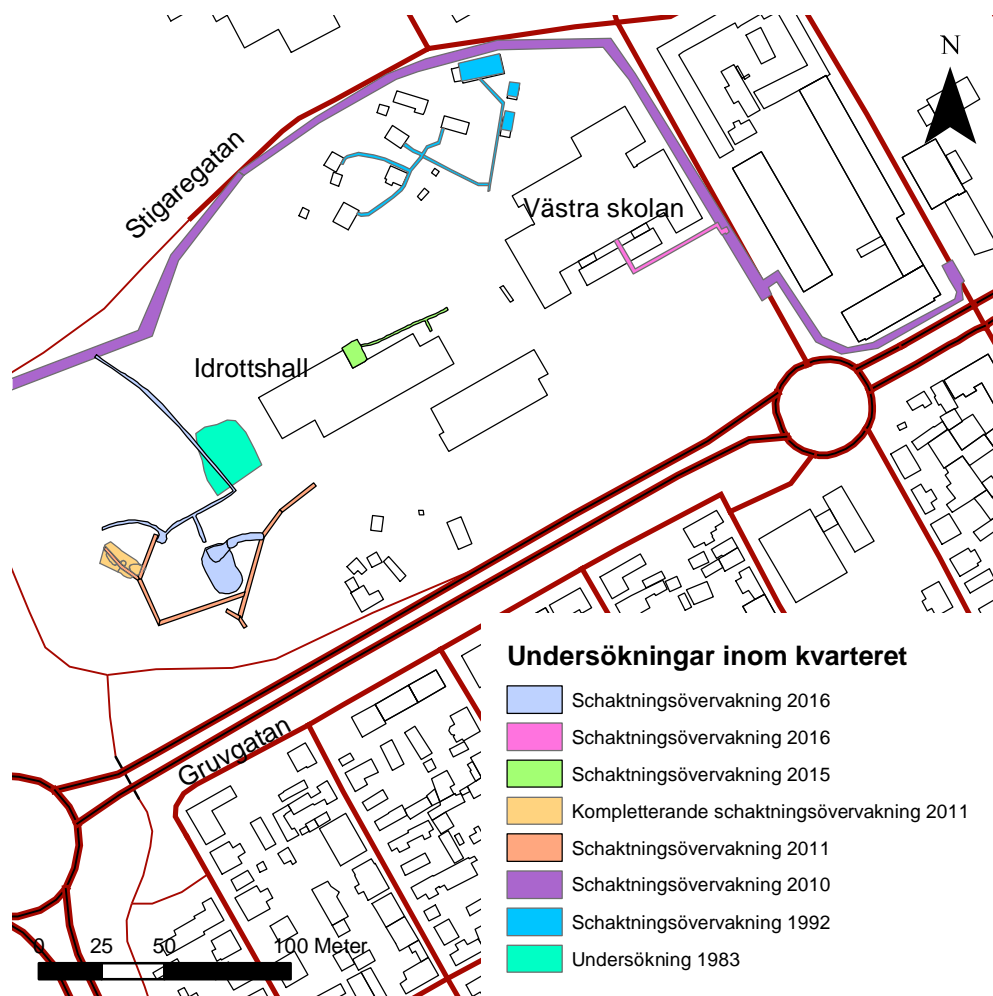 N
Stigaregatan
Västra skolan
Idrottshall
Gruvgatan
Undersökningar inom kvarteret
Schaktningsövervakning 2016
Schaktningsövervakning 2016
Schaktningsövervakning 2015
Kompletterande schaktningsövervakning 2011
Schaktningsövervakning 2011
Schaktningsövervakning 2010
Schaktningsövervakning 1992
Undersökning 1983
0 25 50 100 Meter